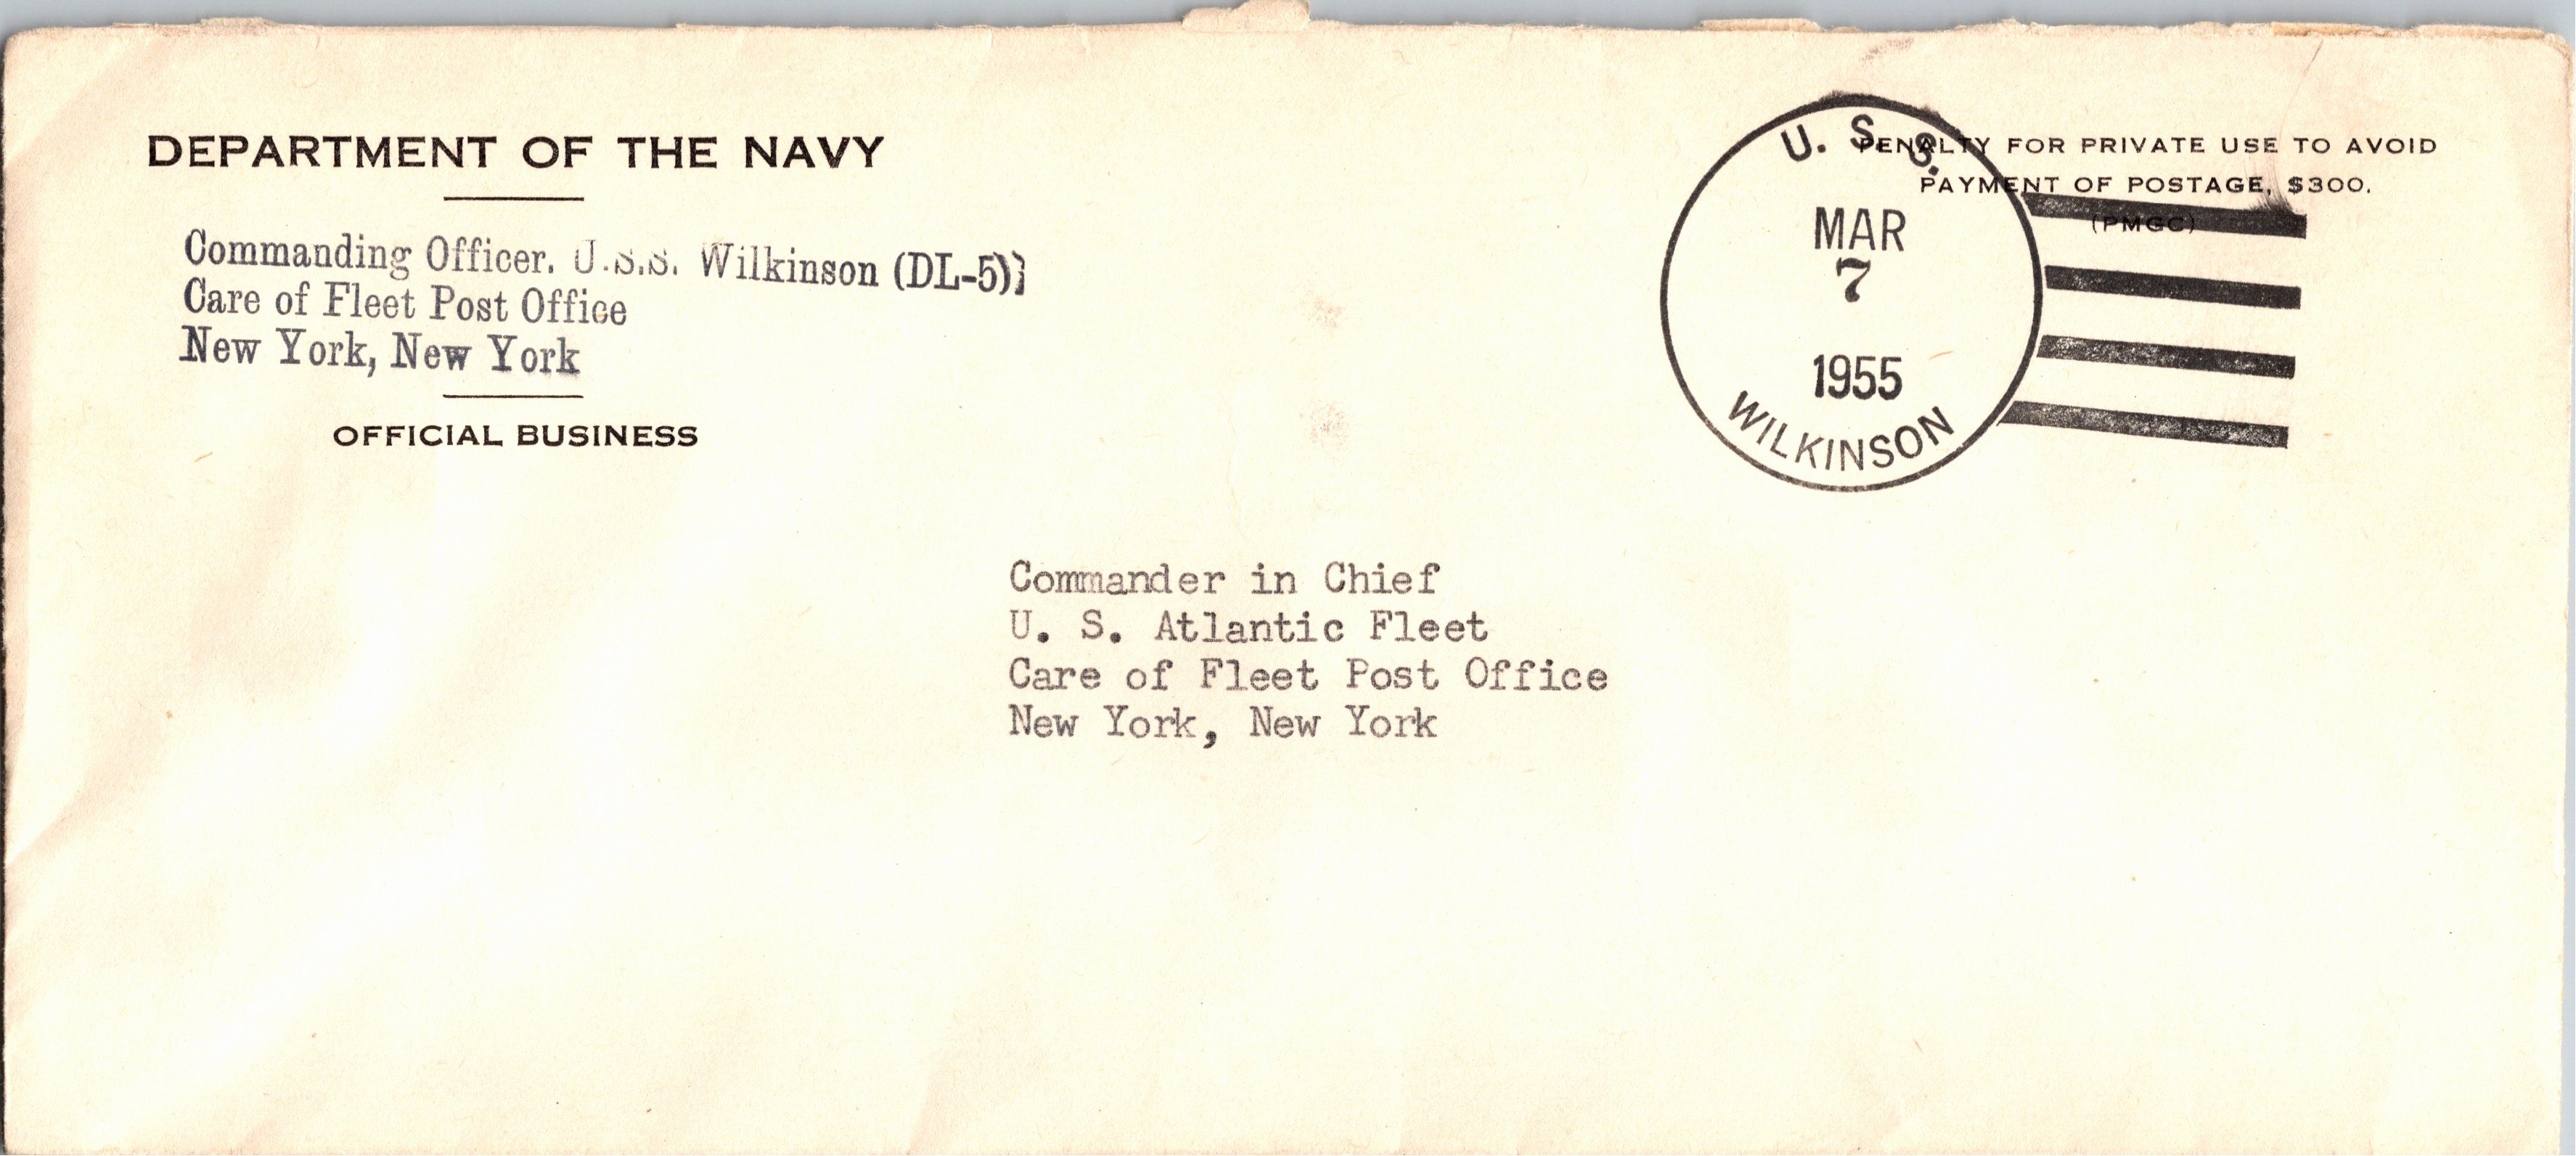 DEPARTMENT OF THE NAVY
Commanding Officer. U.S.S. Wilkinson (DL-5)}
Care of Fleet Post Office
New York, New York
OFFICIAL BUSINESS
PENALTY FOR PRIVATE USE TO AVOID
PAYMENT OF POSTAGE, $300.
(PMGC)
U. S. S.
MAR
7
1955
WILKINSON
Commander in Chief
U. S. Atlantic Fleet
Care of Fleet Post Office
New York, New York